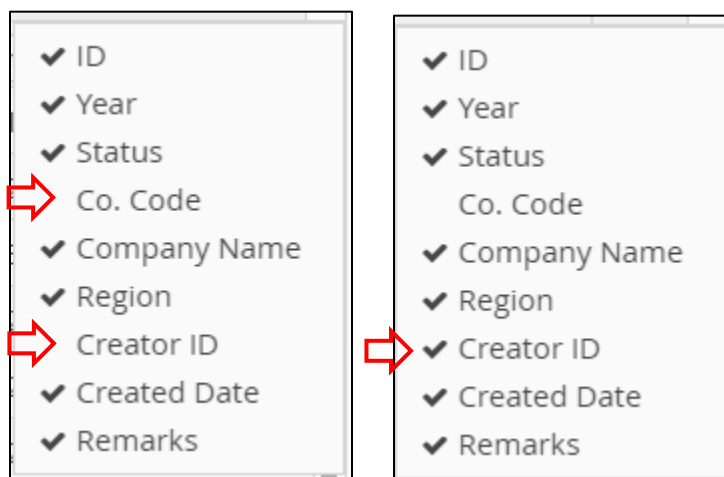 ID
Year
Status
Co. Code
Company Name
Region
Creator ID
Created Date
Remarks
ID
Year
Status
Co. Code
Company Name
Region
Creator ID
Created Date
Remarks